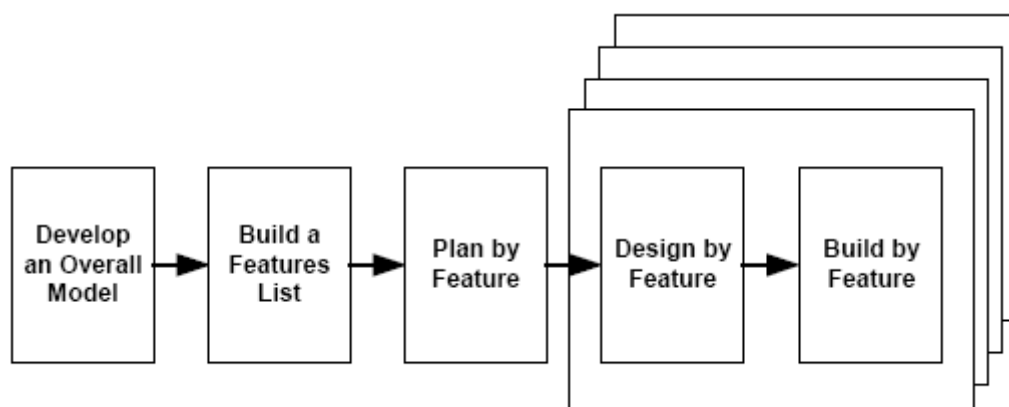 Develop
an Overall
Model
Build a
Features
List
Plan by
Feature
Design by
Feature
Build by
Feature